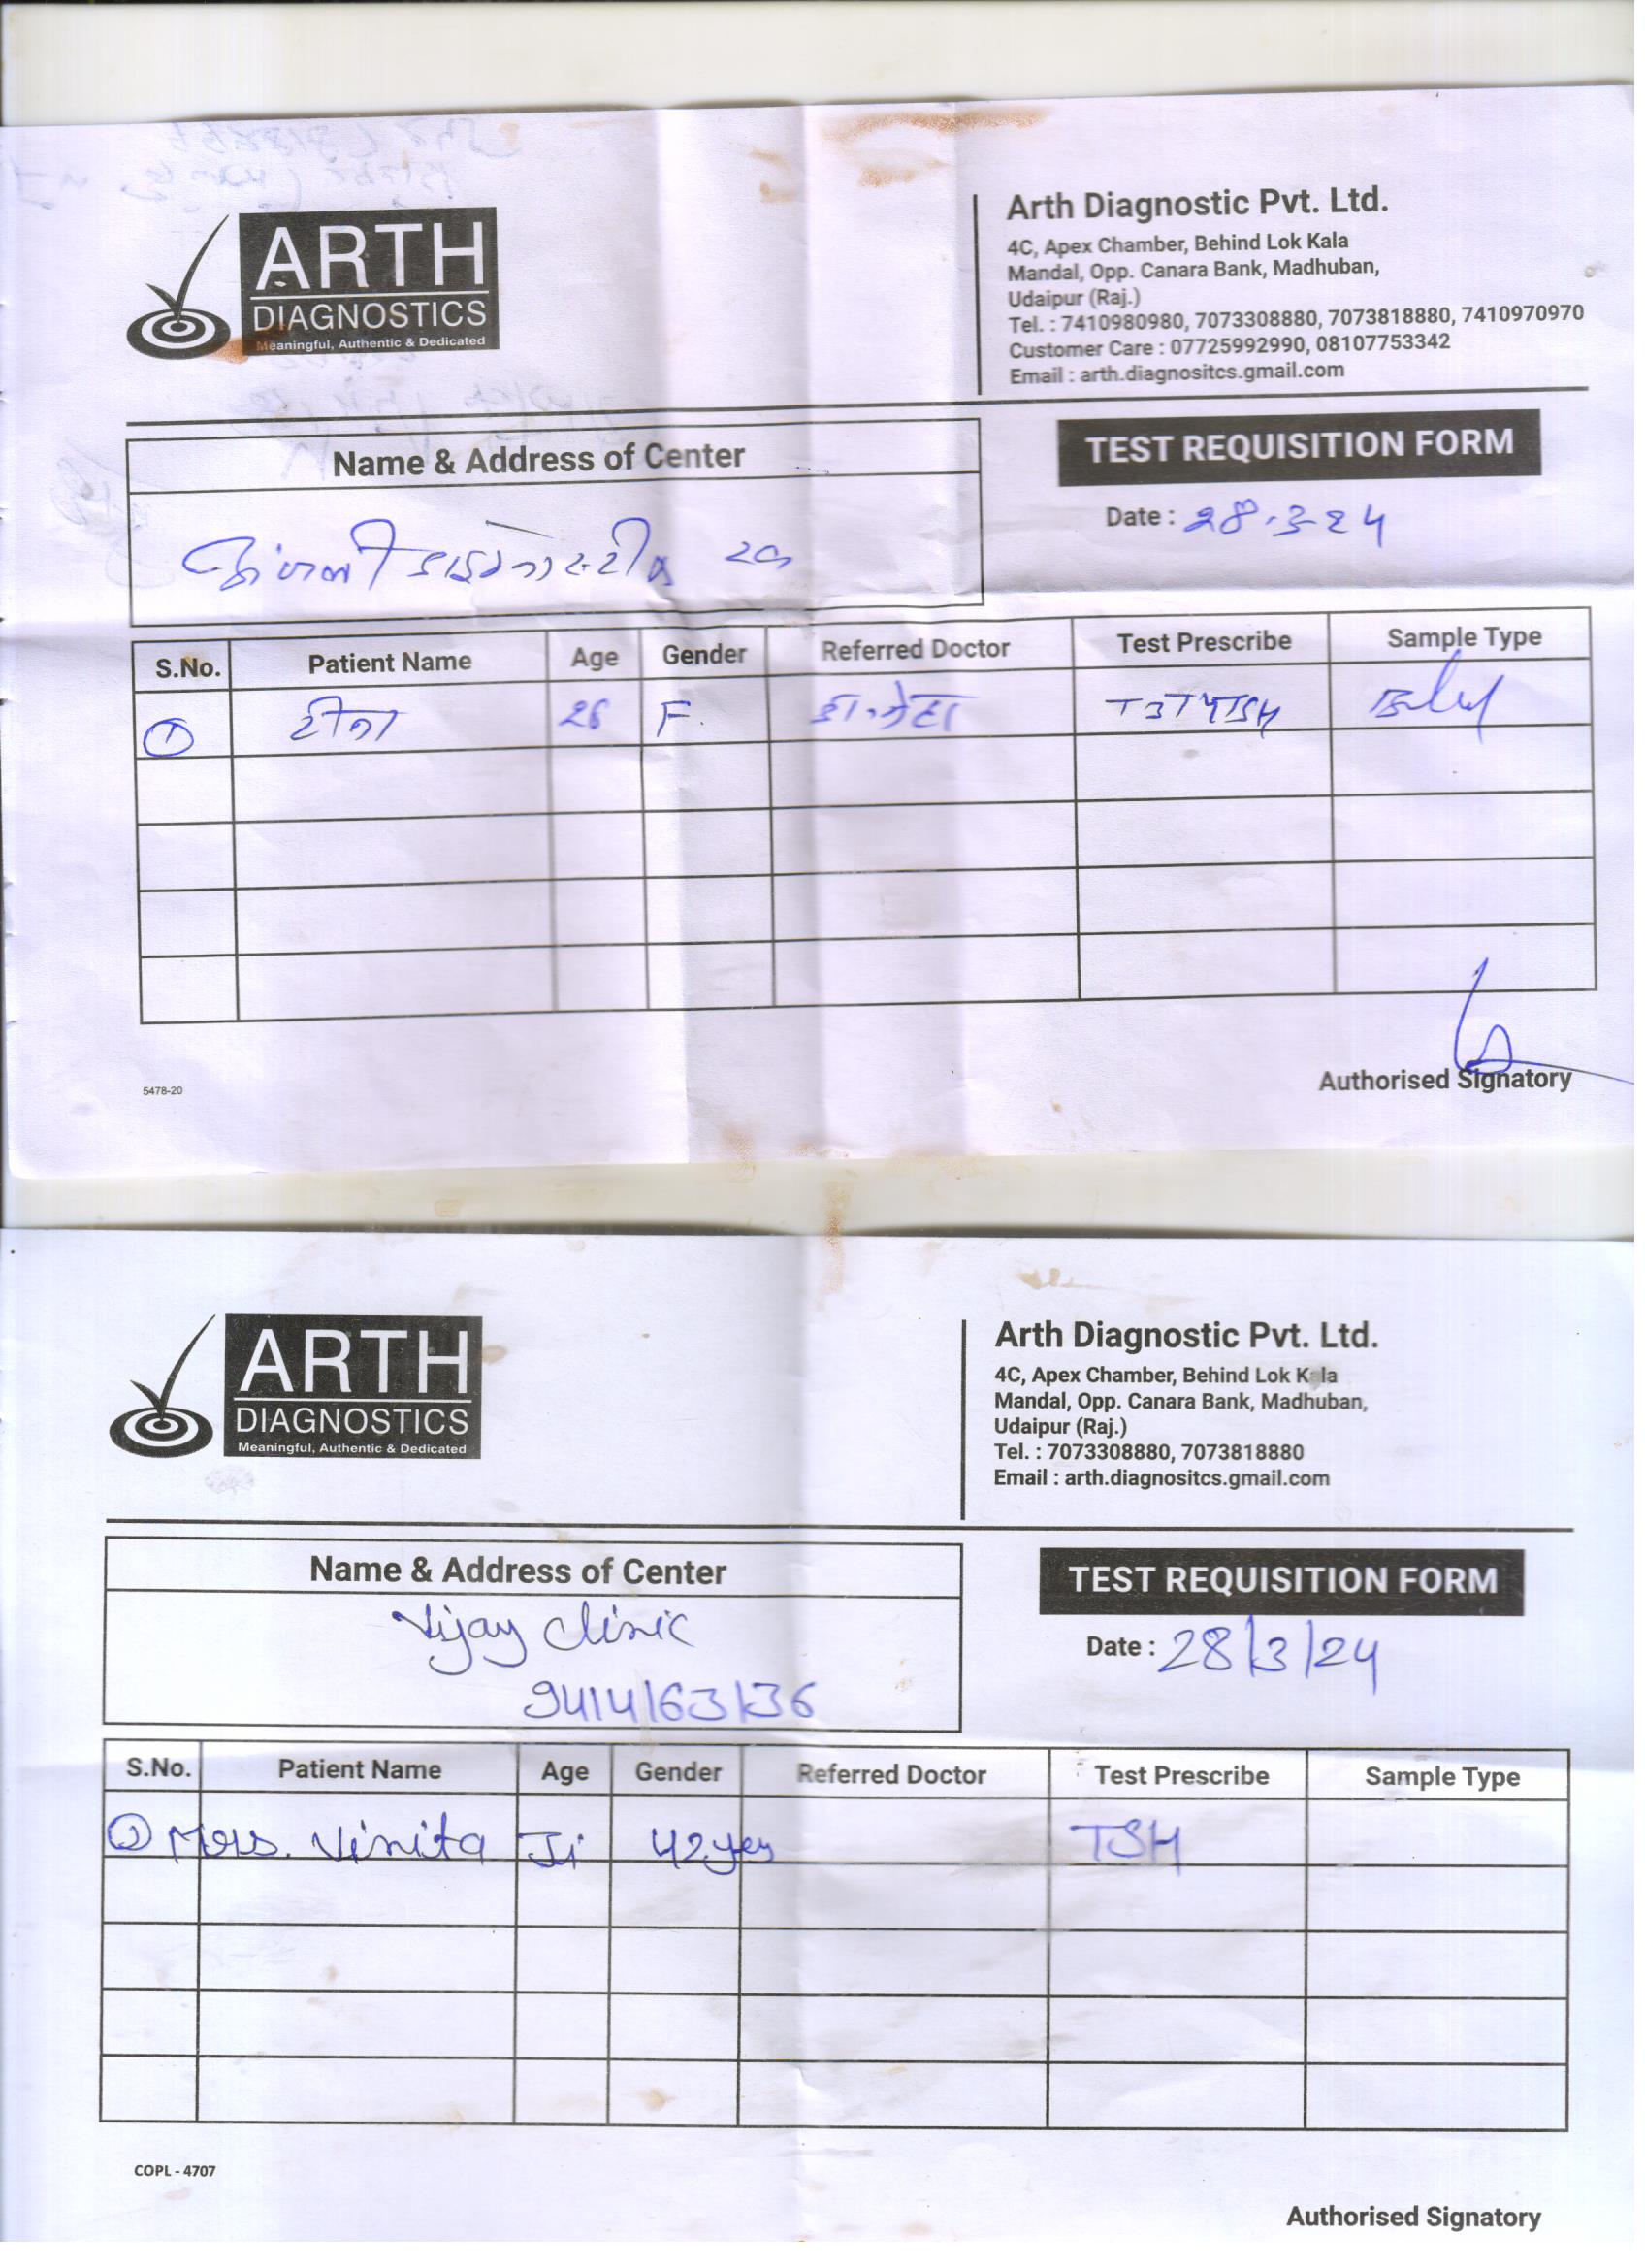 ARTH
DIAGNOSTICS
Meaningful, Authentic & Dedicated
Arth Diagnostic Pvt. Ltd.
4C, Apex Chamber, Behind Lok Kala
Mandal, Opp. Canara Bank, Madhuban,
Udaipur (Raj.)
Tel. : 7410980980, 7073308880, 7073818880, 7410970970
Customer Care : 07725992990, 08107753342
Email : arth.diagnositcs.gmail.com
Name & Address of Center
TEST REQUISITION FORM
Date : 28.3-24
S.No. Patient Name Age Gender Referred Doctor Test Prescribe Sample Type
1 26 F. T3T4TSH
Authorised Signatory
5478-20
ARTH
DIAGNOSTICS
Meaningful, Authentic & Dedicated
Arth Diagnostic Pvt. Ltd.
4C, Apex Chamber, Behind Lok Kala
Mandal, Opp. Canara Bank, Madhuban,
Udaipur (Raj.)
Tel. : 7073308880, 7073818880
Email : arth.diagnositcs.gmail.com
Name & Address of Center
Vijay Clinic
9414163136
TEST REQUISITION FORM
Date : 28/3/24
S.No. Patient Name Age Gender Referred Doctor Test Prescribe Sample Type
Mrs. Vinita Ji 42yes TSH
COPL - 4707
Authorised Signatory